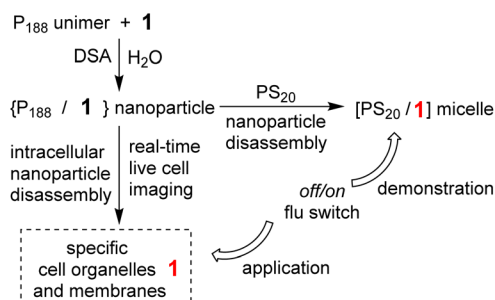 P188 unimer + 1
DSA H2O
{P188 / 1 } nanoparticle
PS20
nanoparticle
disassembly
[PS20 / 1] micelle
intracellular
nanoparticle
disassembly
real-time
live cell
imaging
off/on
flu switch
demonstration
application
specific
cell organelles 1
and membranes